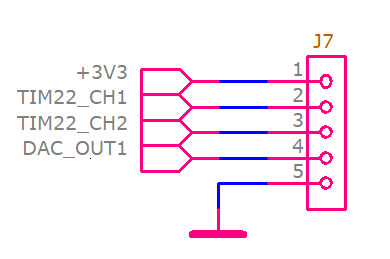 J7
+3V3 1
TIM22_CH1 2
TIM22_CH2 3
DAC_OUT1 4
5